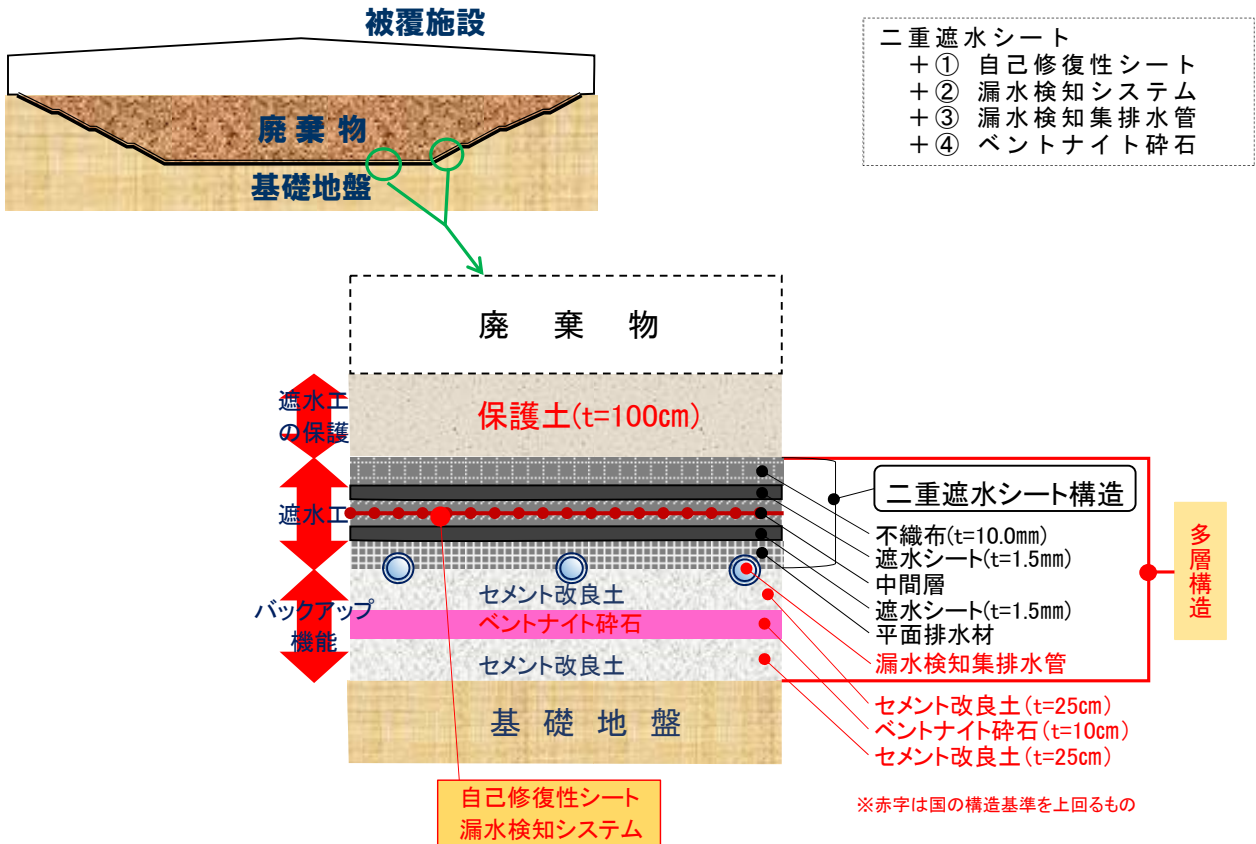 被覆施設
廃棄物
基礎地盤
二重遮水シート
+① 自己修復性シート
+② 漏水検知システム
+③ 漏水検知集排水管
+④ ベントナイト砕石
廃棄物
遮水工
の保護
保護土(t=100cm)
遮水工
二重遮水シート構造
不織布(t=10.0mm)
遮水シート(t=1.5mm)
中間層
遮水シート(t=1.5mm)
平面排水材
漏水検知集排水管
多層構造
バックアップ
機能
セメント改良土
ベントナイト砕石
セメント改良土
セメント改良土(t=25cm)
ベントナイト砕石(t=10cm)
セメント改良土(t=25cm)
基礎地盤
自己修復性シート
漏水検知システム
※赤字は国の構造基準を上回るもの